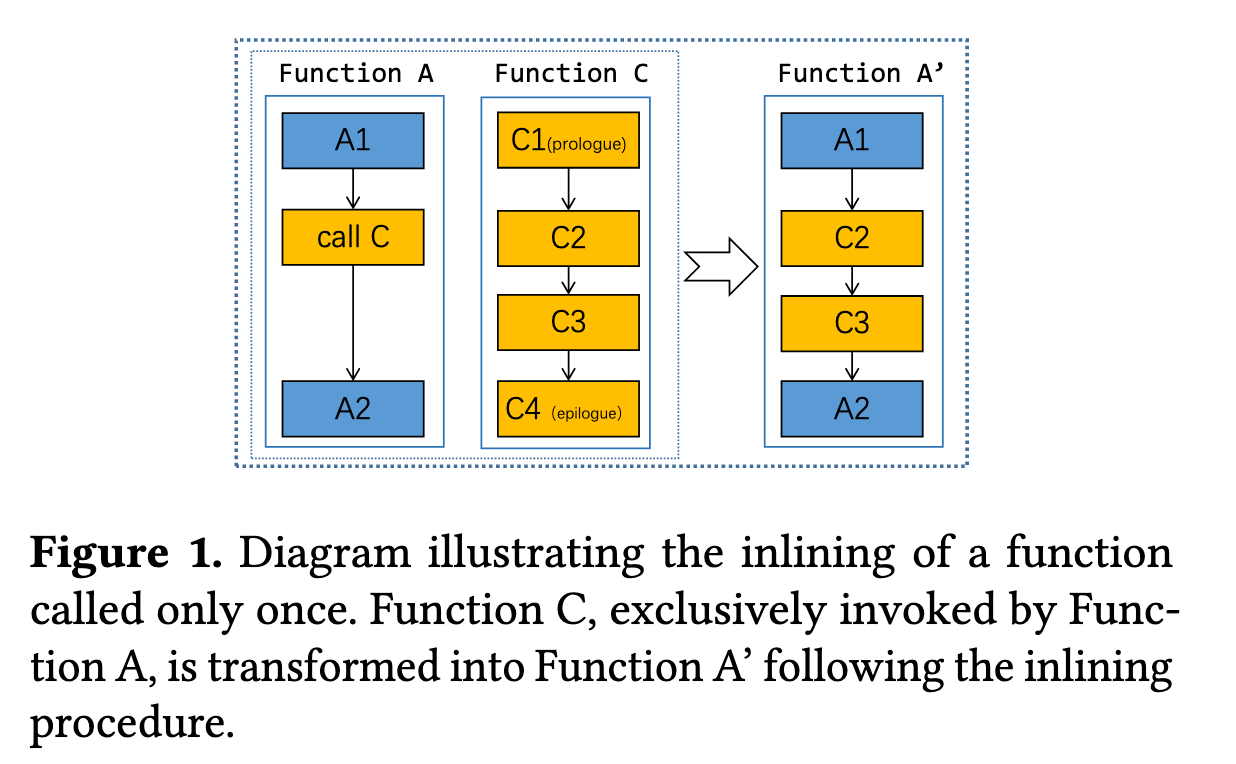 Function A Function C Function A’
A1 C1(prologue) A1
call C C2 C2
C3 C3
A2 C4 (epilogue) A2
Figure 1. Diagram illustrating the inlining of a function
called only once. Function C, exclusively invoked by Func-
tion A, is transformed into Function A’ following the inlining
procedure.